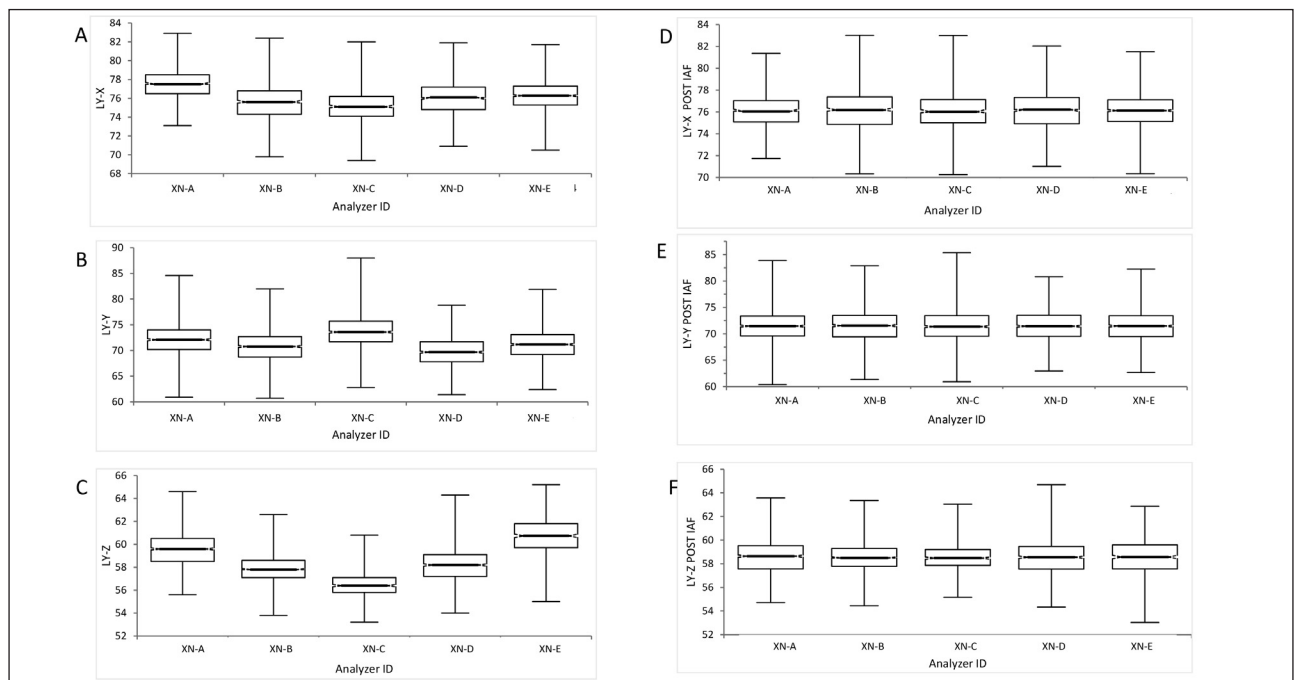 A
LY-X
84
82
80
78
76
74
72
70
68
XN-A XN-B XN-C XN-D XN-E
Analyzer ID
B
LY-Y
90
85
80
75
70
65
60
XN-A XN-B XN-C XN-D XN-E
Analyzer ID
C
LY-Z
66
64
62
60
58
56
54
52
XN-A XN-B XN-C XN-D XN-E
Analyzer ID
D
LY-X POST IAF
84
82
80
78
76
74
72
70
XN-A XN-B XN-C XN-D XN-E
Analyzer ID
E
LY-Y POST IAF
85
80
75
70
65
60
XN-A XN-B XN-C XN-D XN-E
Analyzer ID
F
LY-Z POST IAF
66
64
62
60
58
56
54
52
XN-A XN-B XN-C XN-D XN-E
Analyzer ID